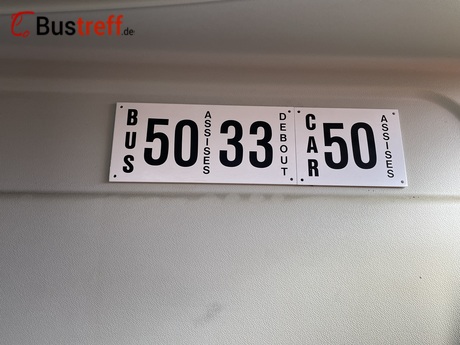 Bustreff.de
BUS 50 ASSISES 33 DEBOUT CAR 50 ASSISES